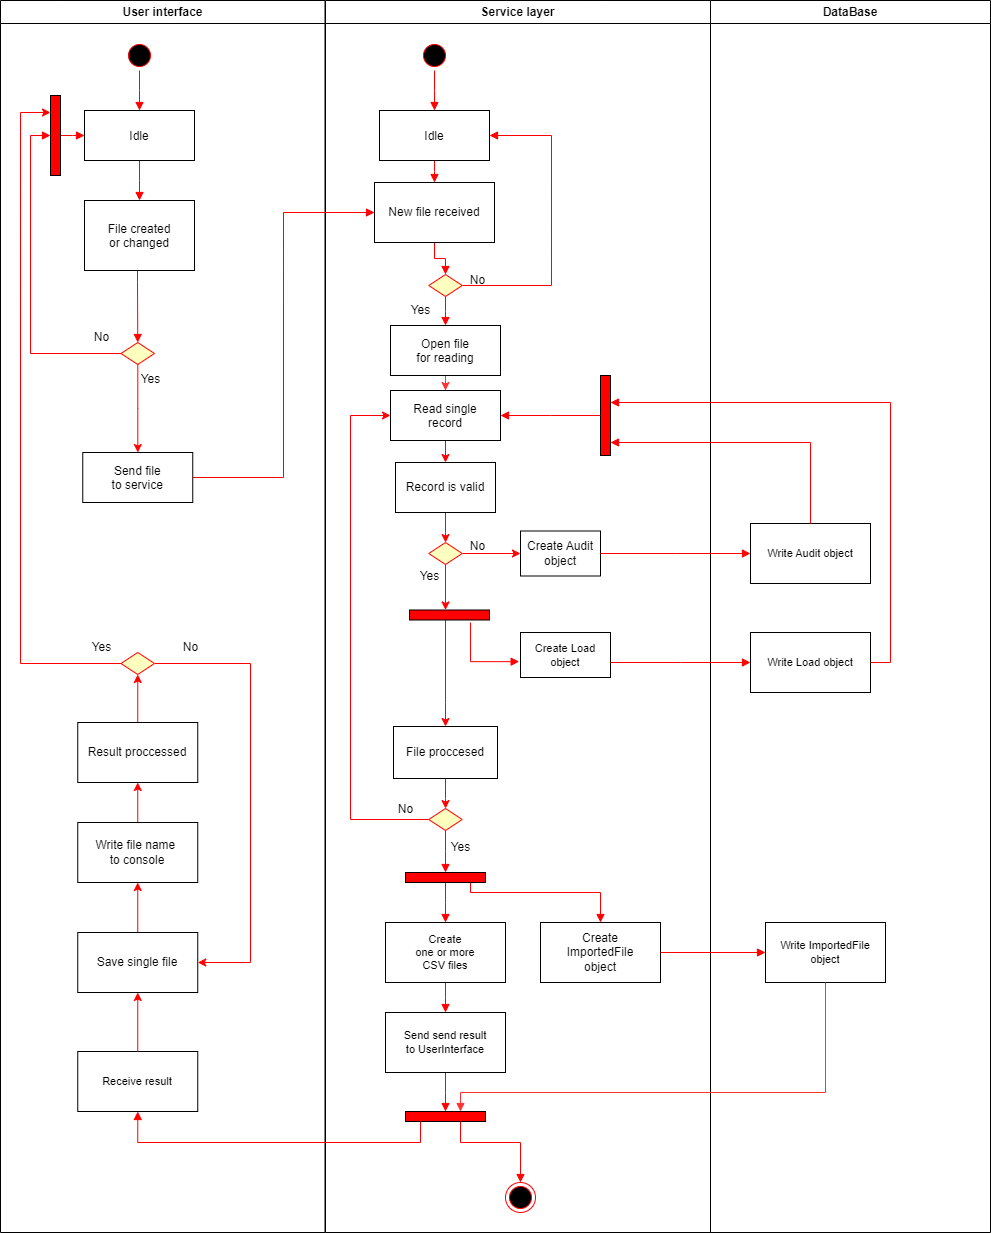 User interface
Service layer
DataBase
Idle
File created
or changed
No
Yes
Send file
to service
Yes
No
Result proccessed
Write file name
to console
Save single file
Receive result
Idle
New file received
No
Yes
Open file
for reading
Read single
record
Record is valid
No
Yes
Create Audit
object
Create Load
object
File proccesed
No
Yes
Create
one or more
CSV files
Create
ImportedFile
object
Send send result
to UserInterface
Write Audit object
Write Load object
Write ImportedFile
object